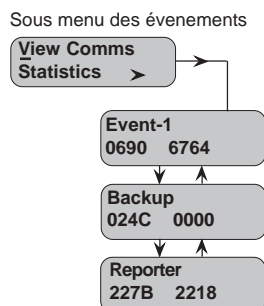 Sous menu des évenements
View Comms
Statistics ➢
Event-1
0690 6764
Backup
024C 0000
Reporter
227B 2218